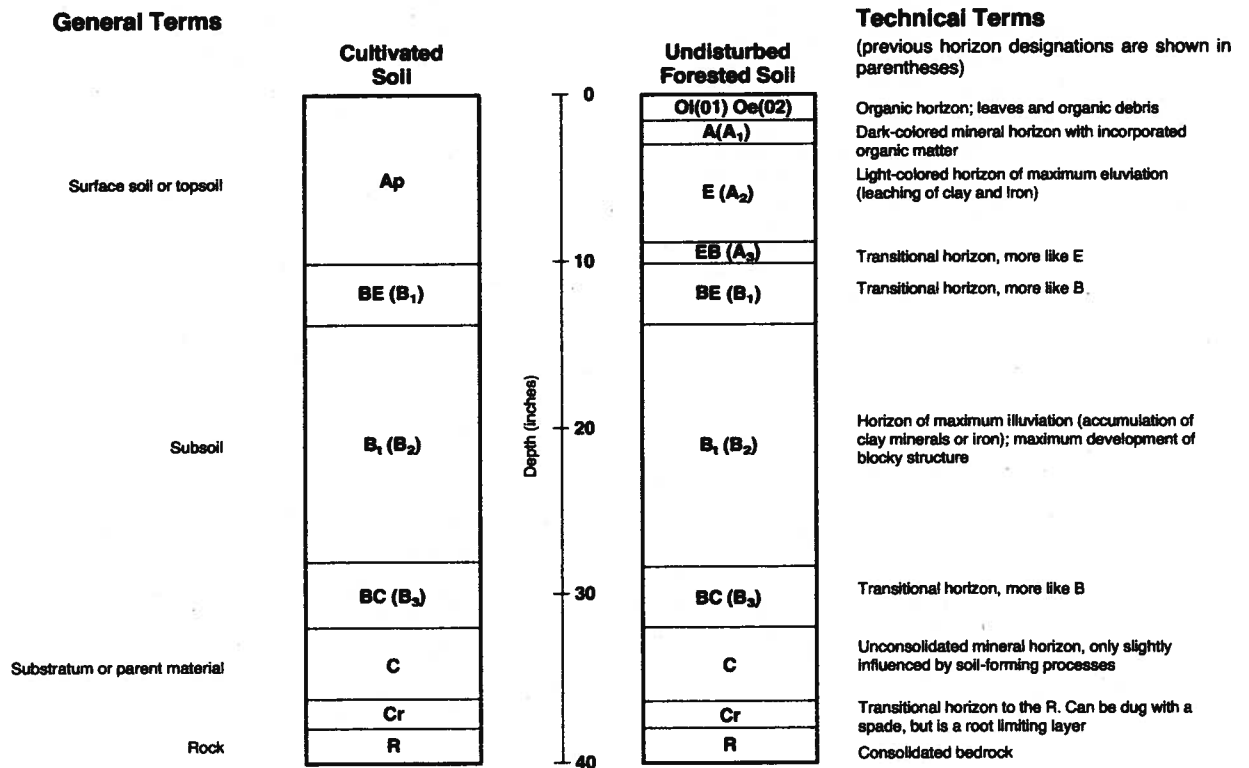 General Terms
Technical Terms
(previous horizon designations are shown in
parentheses)
Cultivated
Soil
Undisturbed
Forested Soil
0
OI(01) Oe(02)
Organic horizon; leaves and organic debris
A(A₁)
Dark-colored mineral horizon with incorporated
organic matter
Surface soil or topsoil
Ap
E (A₂)
Light-colored horizon of maximum eluviation
(leaching of clay and Iron)
EB (A₃)
Transitional horizon, more like E
10
BE (B₁)
BE (B₁)
Transitional horizon, more like B
Depth (inches)
20
Subsoil
B₁ (B₂)
B₁ (B₂)
Horizon of maximum illuviation (accumulation of
clay minerals or iron); maximum development of
blocky structure
30
BC (B₃)
BC (B₃)
Transitional horizon, more like B
Substratum or parent material
C
C
Unconsolidated mineral horizon, only slightly
influenced by soil-forming processes
Cr
Cr
Transitional horizon to the R. Can be dug with a
spade, but is a root limiting layer
Rock
R
R
Consolidated bedrock
40